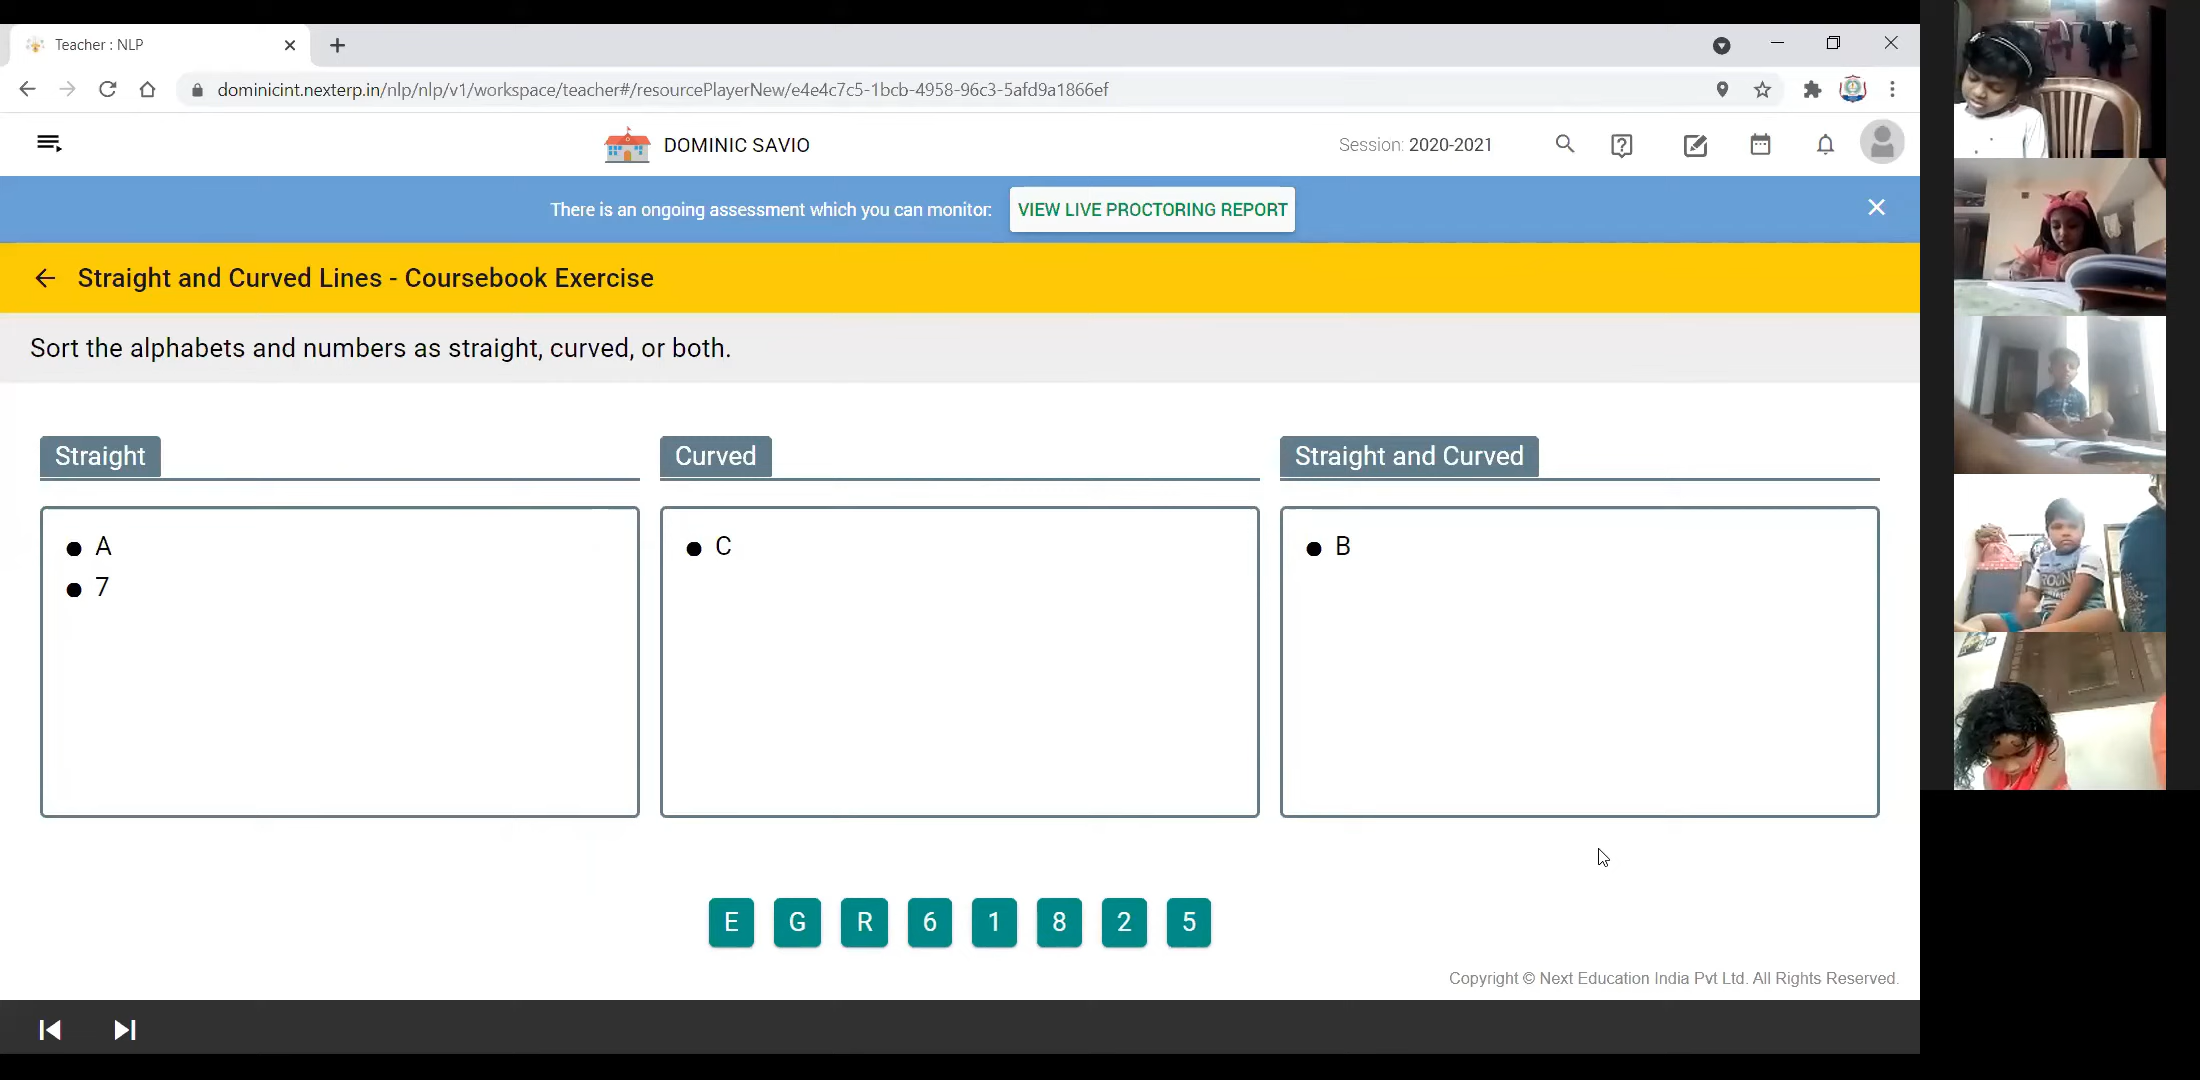 Teacher : NLP
dominicint.nexterp.in/nlp/nlp/v1/workspace/teacher#/resourcePlayerNew/e4e4c7c5-1bcb-4958-96c3-5afd9a1866ef
DOMINIC SAVIO
Session: 2020-2021
There is an ongoing assessment which you can monitor: VIEW LIVE PROCTORING REPORT
Straight and Curved Lines - Coursebook Exercise
Sort the alphabets and numbers as straight, curved, or both.
Straight
Curved
Straight and Curved
A
7
C
B
E G R 6 1 8 2 5
Copyright © Next Education India Pvt Ltd. All Rights Reserved.